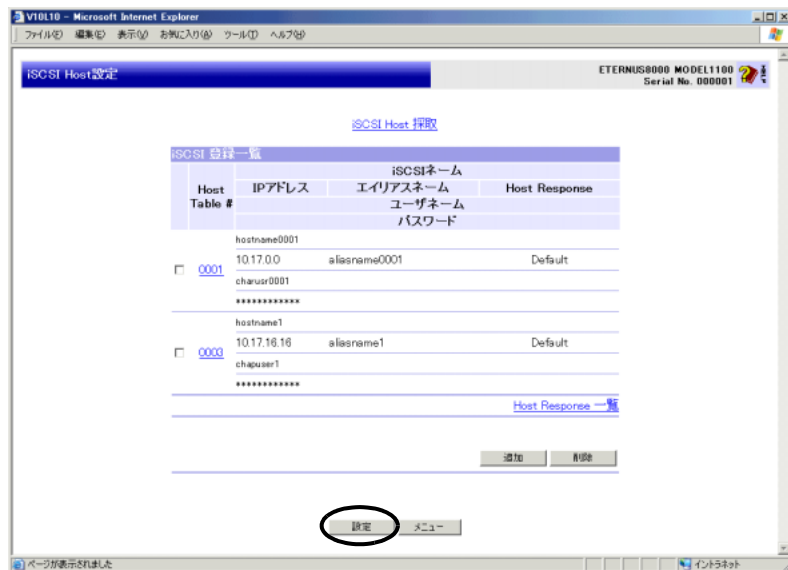 V10L10 - Microsoft Internet Explorer
ファイル(F) 編集(E) 表示(V) お気に入り(A) ツール(T) ヘルプ(H)
iSCSI Host設定
ETERNUS8000 MODEL1100
Serial No. 000001
iSCSI Host 採取
iSCSI 登録一覧
Host Table #
IPアドレス
iSCSIネーム
エイリアスネーム
Host Response
ユーザネーム
パスワード
hostname0001
0001
10.17.0.0 aliasname0001 Default
charusr0001
************
hostname1
0003
10.17.16.16 aliasname1 Default
chapuser1
************
Host Response 一覧
追加 削除
設定 メニュー
ページが表示されました
イントラネット